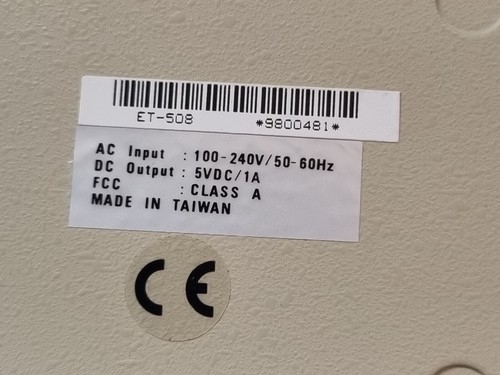 ET-508 *9800481*
AC Input : 100-240V/50-60Hz
DC Output : 5VDC/1A
FCC : CLASS A
MADE IN TAIWAN
CE